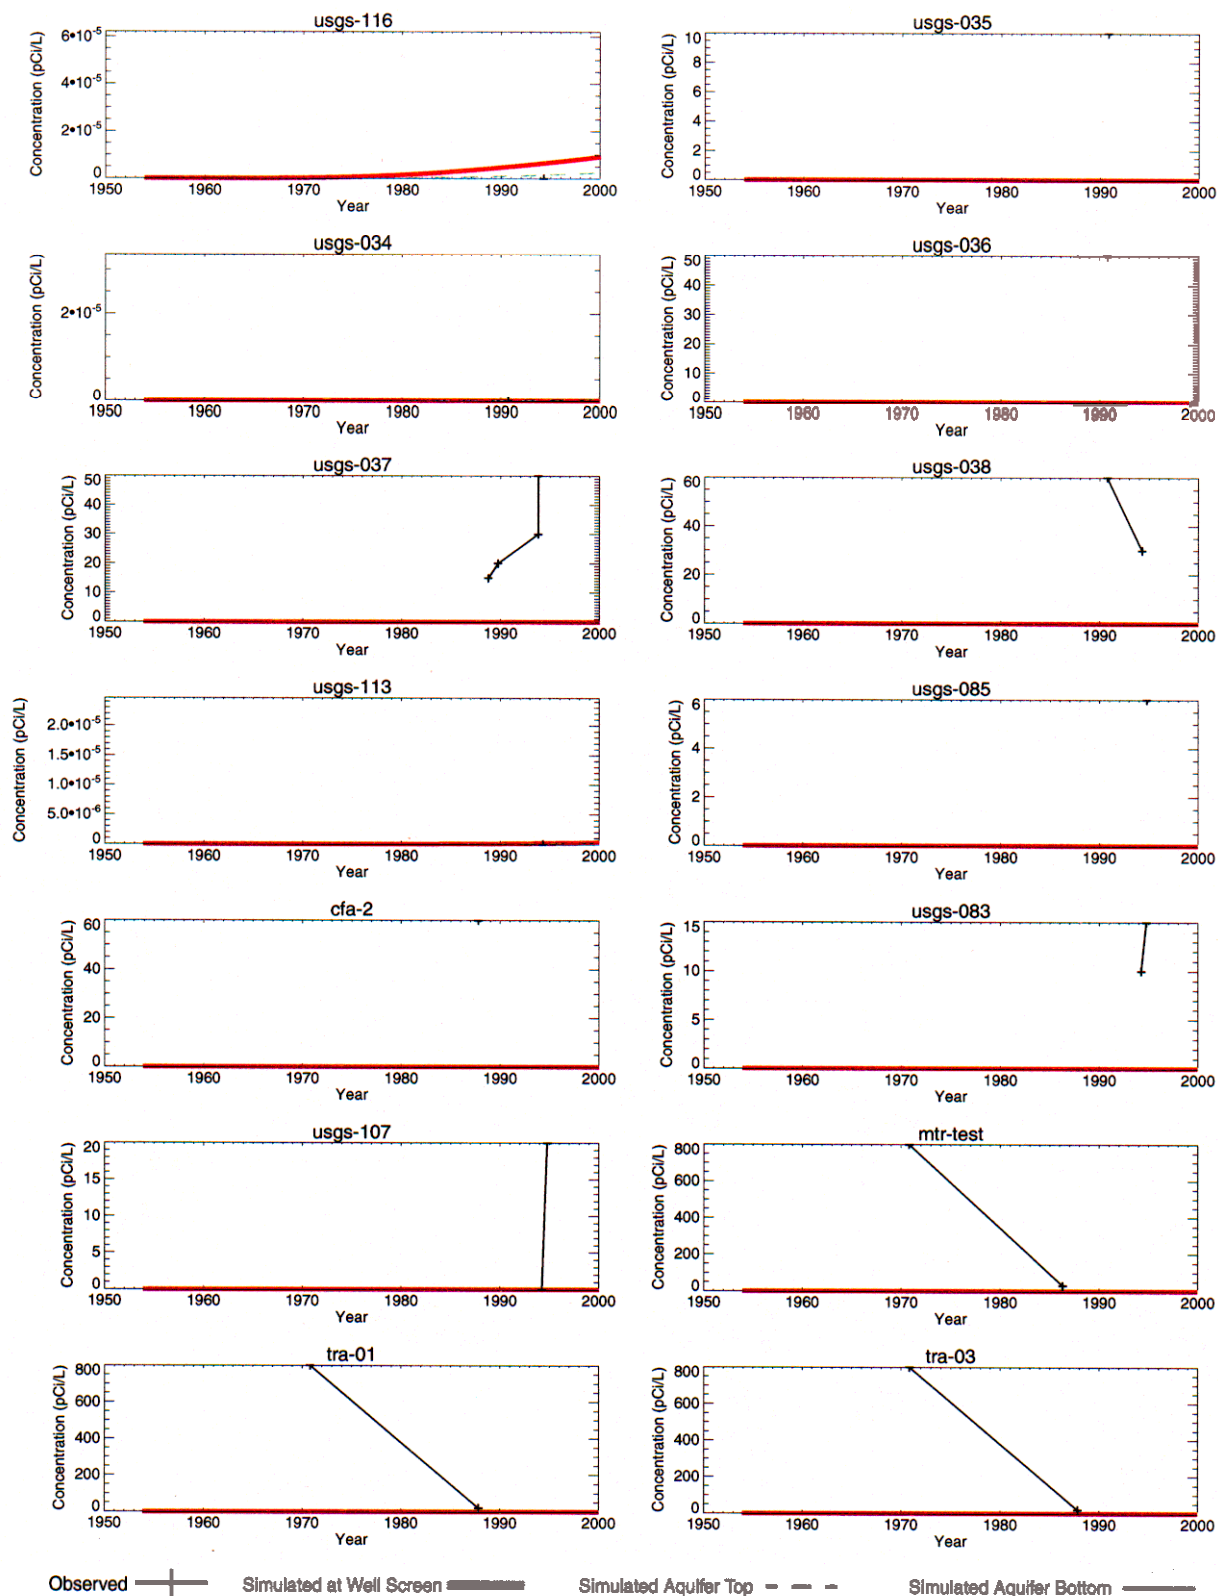 usgs-116
Concentration (pCi/L)
6•10⁻⁵
4•10⁻⁵
2•10⁻⁵
0
1950 1960 1970 1980 1990 2000
Year
usgs-035
Concentration (pCi/L)
10
8
6
4
2
0
1950 1960 1970 1980 1990 2000
Year
usgs-034
Concentration (pCi/L)
2•10⁻⁵
0
1950 1960 1970 1980 1990 2000
Year
usgs-036
Concentration (pCi/L)
50
40
30
20
10
0
1950 1960 1970 1980 1990 2000
Year
usgs-037
Concentration (pCi/L)
50
40
30
20
10
0
1950 1960 1970 1980 1990 2000
Year
usgs-038
Concentration (pCi/L)
60
40
20
0
1950 1960 1970 1980 1990 2000
Year
usgs-113
Concentration (pCi/L)
2.0•10⁻⁵
1.5•10⁻⁵
1.0•10⁻⁵
5.0•10⁻⁶
0
1950 1960 1970 1980 1990 2000
Year
usgs-085
Concentration (pCi/L)
6
4
2
0
1950 1960 1970 1980 1990 2000
Year
cfa-2
Concentration (pCi/L)
60
40
20
0
1950 1960 1970 1980 1990 2000
Year
usgs-083
Concentration (pCi/L)
15
10
5
0
1950 1960 1970 1980 1990 2000
Year
usgs-107
Concentration (pCi/L)
20
15
10
5
0
1950 1960 1970 1980 1990 2000
Year
mtr-test
Concentration (pCi/L)
800
600
400
200
0
1950 1960 1970 1980 1990 2000
Year
tra-01
Concentration (pCi/L)
800
600
400
200
0
1950 1960 1970 1980 1990 2000
Year
tra-03
Concentration (pCi/L)
800
600
400
200
0
1950 1960 1970 1980 1990 2000
Year
Observed Simulated at Well Screen Simulated Aquifer Top Simulated Aquifer Bottom